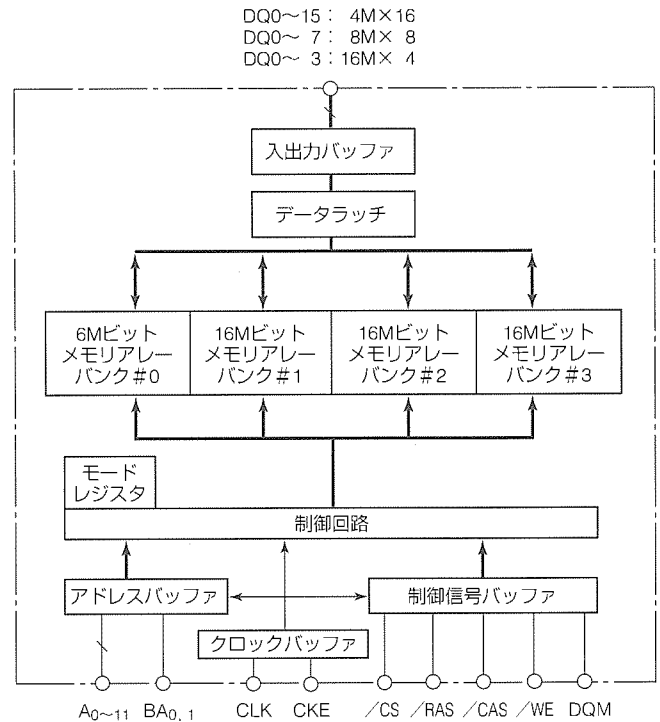 DQ0～15： 4M×16
DQ0～ 7： 8M× 8
DQ0～ 3：16M× 4
入出力バッファ
データラッチ
6Mビット
メモリアレー
バンク#0
16Mビット
メモリアレー
バンク#1
16Mビット
メモリアレー
バンク#2
16Mビット
メモリアレー
バンク#3
モード
レジスタ
制御回路
アドレスバッファ
制御信号バッファ
クロックバッファ
A0～11 BA0, 1 CLK CKE /CS /RAS /CAS /WE DQM